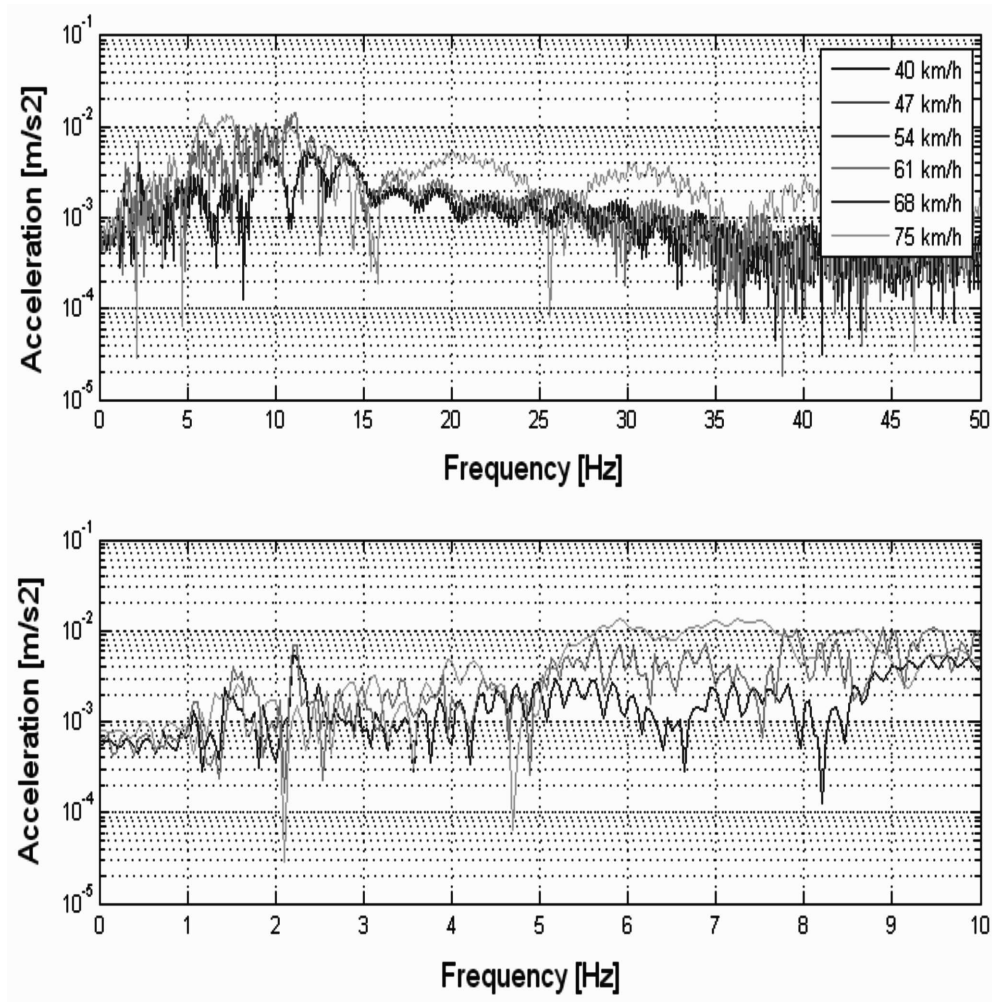 Acceleration [m/s2]
10-1
10-2
10-3
10-4
10-5
0 5 10 15 20 25 30 35 40 45 50
Frequency [Hz]
40 km/h
47 km/h
54 km/h
61 km/h
68 km/h
75 km/h
Acceleration [m/s2]
10-1
10-2
10-3
10-4
10-5
0 1 2 3 4 5 6 7 8 9 10
Frequency [Hz]